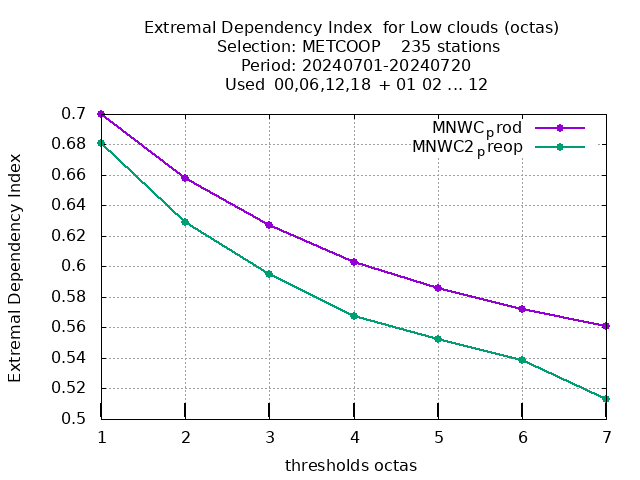 Extremal Dependency Index  for Low clouds (octas)
Selection: METCOOP    235 stations
Period: 20240701-20240720
Used  00,06,12,18 + 01 02 ... 12
MNWCprod
MNWC2preop
Extremal Dependency Index
0.7
0.68
0.66
0.64
0.62
0.6
0.58
0.56
0.54
0.52
0.5
1 2 3 4 5 6 7
thresholds octas